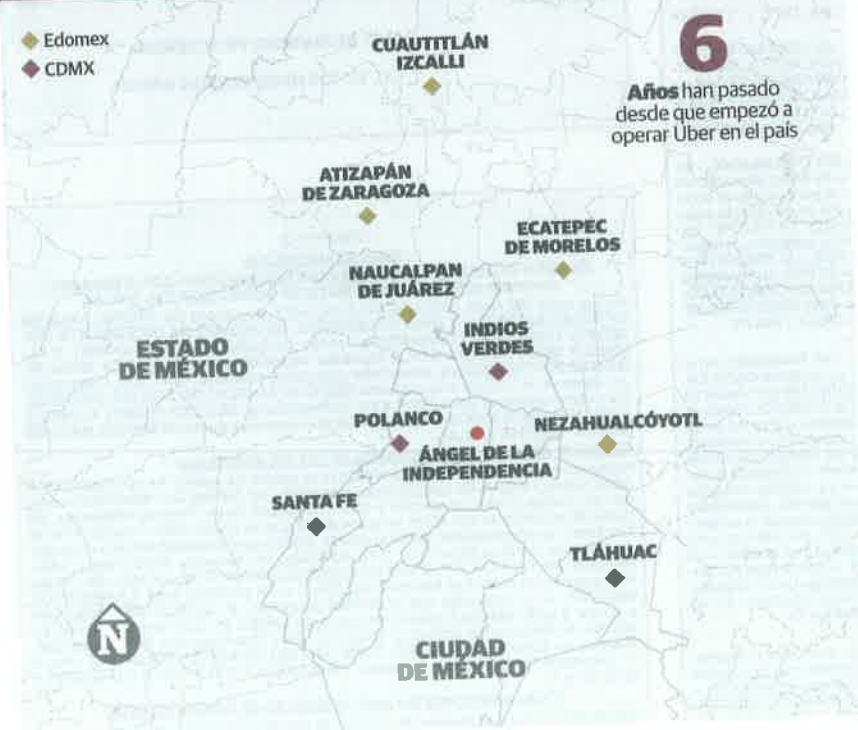 Edomex
CDMX
6
Años han pasado
desde que empezó a
operar Uber en el país
CUAUTITLÁN
IZCALLI
ATIZAPÁN
DE ZARAGOZA
ECATEPEC
DE MORELOS
NAUCALPAN
DE JUÁREZ
INDIOS
VERDES
ESTADO
DE MÉXICO
POLANCO
NEZAHUALCÓYOTL
ÁNGEL DE LA
INDEPENDENCIA
SANTA FE
TLÁHUAC
N
CIUDAD
DE MÉXICO